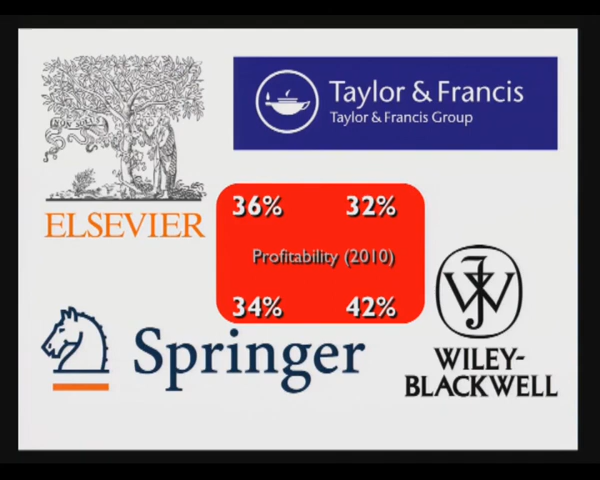 Taylor & Francis
Taylor & Francis Group
ELSEVIER
36% 32%
Profitability (2010)
34% 42%
Springer
WILEY-
BLACKWELL